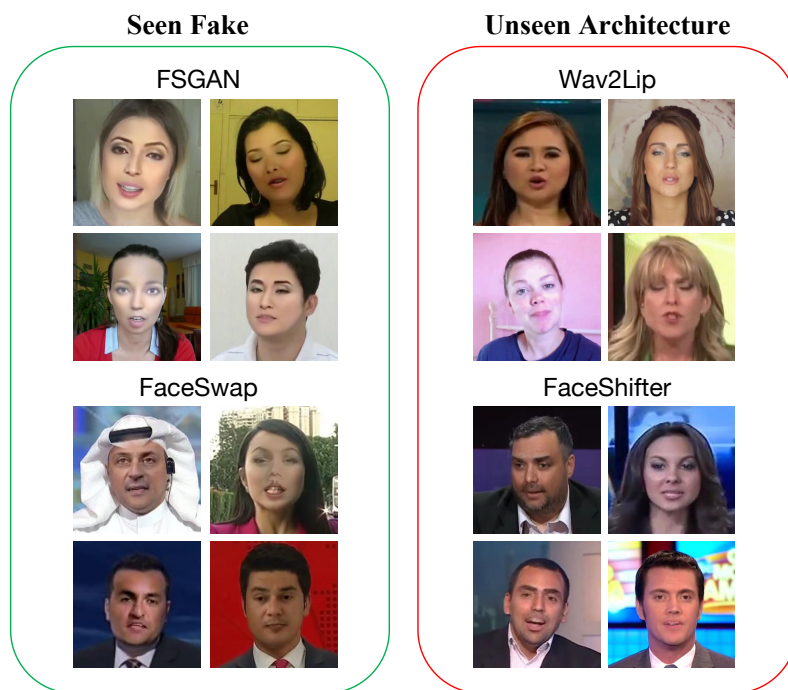 Seen Fake
Unseen Architecture
FSGAN
Wav2Lip
FaceSwap
FaceShifter